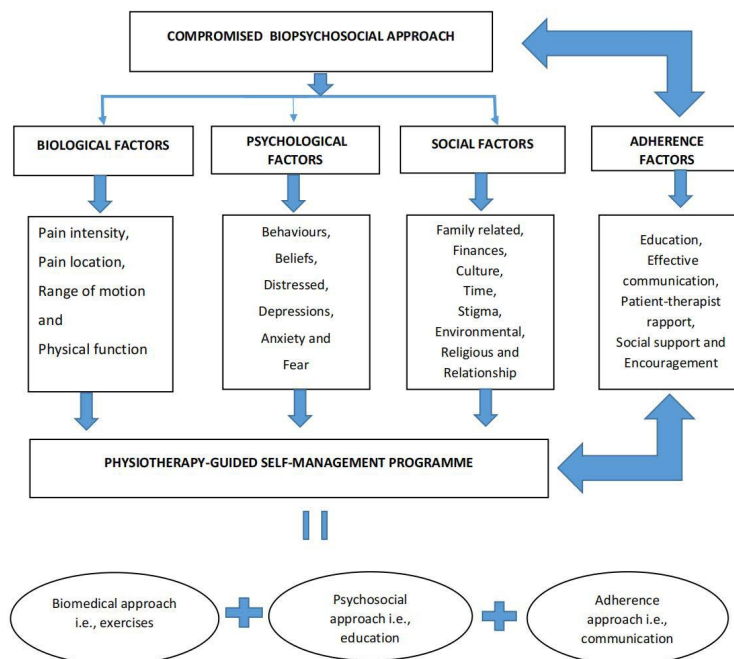 COMPROMISED BIOPSYCHOSOCIAL APPROACH
BIOLOGICAL FACTORS
PSYCHOLOGICAL
FACTORS
SOCIAL FACTORS
ADHERENCE
FACTORS
Pain intensity,
Pain location,
Range of motion
and
Physical function
Behaviours,
Beliefs,
Distressed,
Depressions,
Anxiety and
Fear
Family related,
Finances,
Culture,
Time,
Stigma,
Environmental,
Religious and
Relationship
Education,
Effective
communication,
Patient-therapist
rapport,
Social support and
Encouragement
PHYSIOTHERAPY-GUIDED SELF-MANAGEMENT PROGRAMME
Biomedical approach
i.e., exercises
Psychosocial
approach i.e.,
education
Adherence
approach i.e.,
communication